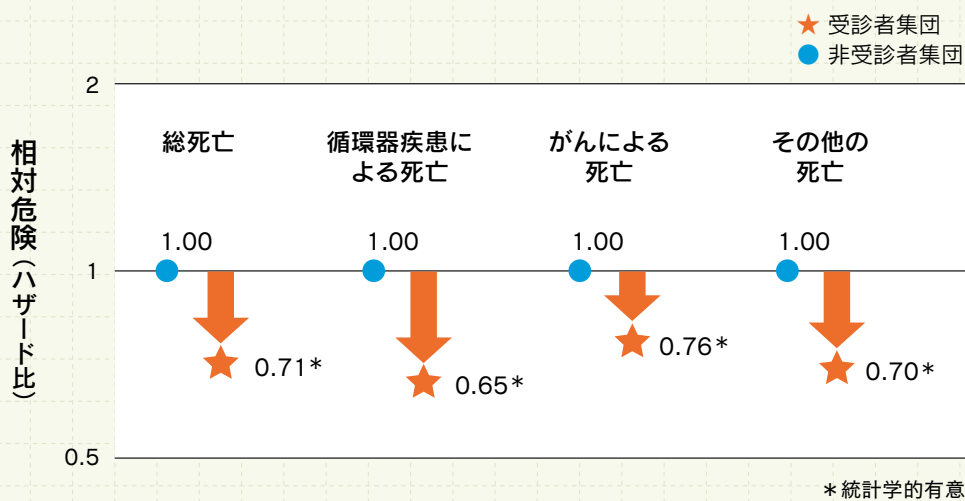 受診者集団
非受診者集団
相対危険（ハザード比）
2
総死亡
循環器疾患に
よる死亡
がんによる
死亡
その他の
死亡
1.00
1.00
1.00
1.00
1
0.71*
0.65*
0.76*
0.70*
0.5
*統計学的有意